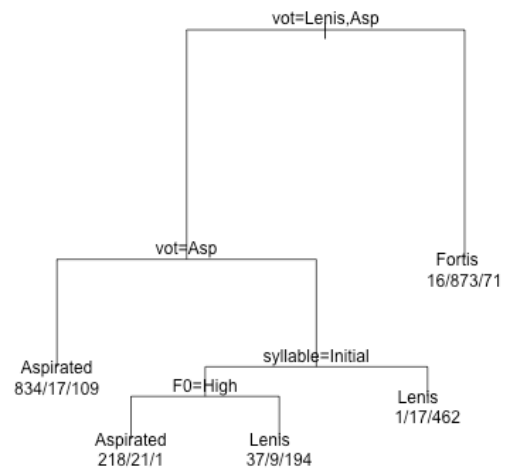 vot=Lenis,Asp
vot=Asp
Fortis
16/873/71
syllable=Initial
Aspirated
834/17/109
F0=High
Lenis
1/17/462
Aspirated
218/21/1
Lenis
37/9/194